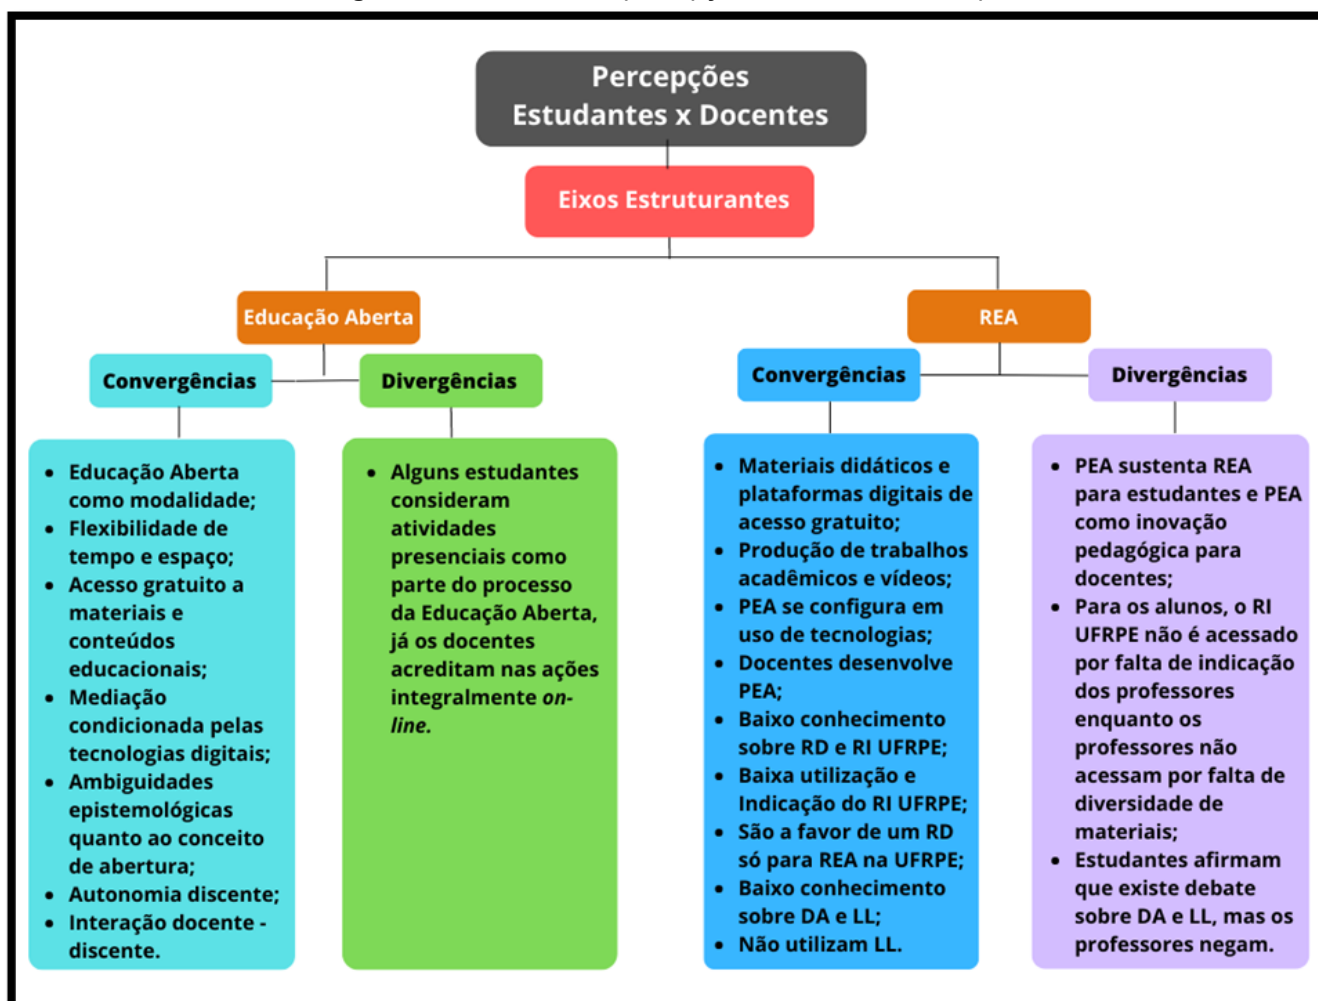 Percepções
Estudantes x Docentes
Eixos Estruturantes
Educação Aberta
REA
Convergências
Divergências
Convergências
Divergências
• Educação Aberta
como modalidade;
• Flexibilidade de
tempo e espaço;
• Acesso gratuito a
materiais e
conteúdos
educacionais;
• Mediação
condicionada pelas
tecnologias digitais;
• Ambiguidades
epistemológicas
quanto ao conceito
de abertura;
• Autonomia discente;
• Interação docente -
discente.
• Alguns estudantes
consideram
atividades
presenciais como
parte do processo
da Educação Aberta,
já os docentes
acreditam nas ações
integralmente on-
line.
• Materiais didáticos e
plataformas digitais de
acesso gratuito;
• Produção de trabalhos
acadêmicos e vídeos;
• PEA se configura em
uso de tecnologias;
• Docentes desenvolve
PEA;
• Baixo conhecimento
sobre RD e RI UFRPE;
• Baixa utilização e
Indicação do RI UFRPE;
• São a favor de um RD
só para REA na UFRPE;
• Baixo conhecimento
sobre DA e LL;
• Não utilizam LL.
• PEA sustenta REA
para estudantes e PEA
como inovação
pedagógica para
docentes;
• Para os alunos, o RI
UFRPE não é acessado
por falta de indicação
dos professores
enquanto os
professores não
acessam por falta de
diversidade de
materiais;
• Estudantes afirmam
que existe debate
sobre DA e LL, mas os
professores negam.